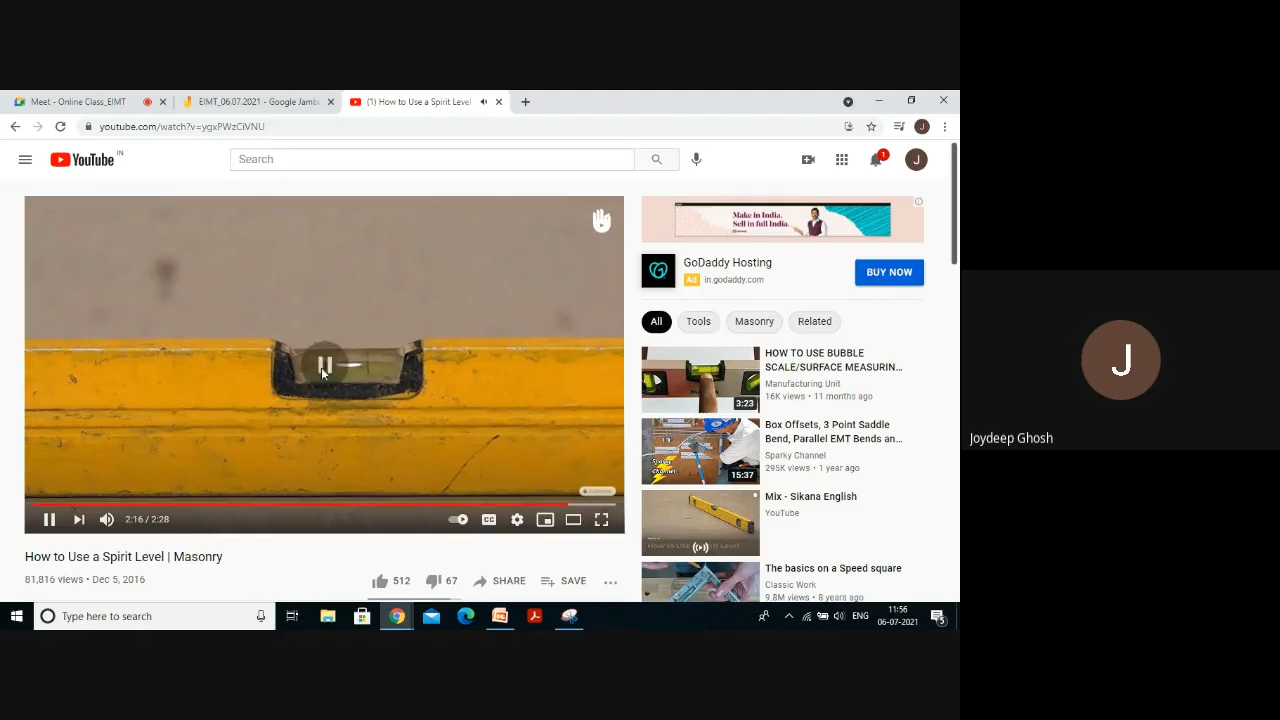 Meet - Online Class_EIMT
EIMT_06.07.2021 - Google Jambo
(1) How to Use a Spirit Level
youtube.com/watch?v=ygxPWzCiVNU
YouTube IN
Search
1
J
Make in India.
Sell in full India.
GoDaddy Hosting
Ad in.godaddy.com
BUY NOW
All Tools Masonry Related
HOW TO USE BUBBLE
SCALE/SURFACE MEASURIN…
Manufacturing Unit
16K views • 11 months ago
3:23
Box Offsets, 3 Point Saddle
Bend, Parallel EMT Bends an…
Sparky Channel
295K views • 1 year ago
Sparky
Channel
15:37
Mix - Sikana English
YouTube
The basics on a Speed square
Classic Work
9.8M views • 8 years ago
2:16 / 2:28
CC
How to Use a Spirit Level | Masonry
81,816 views • Dec 5, 2016
512 67 SHARE SAVE
Type here to search
ENG
11:56
06-07-2021
5
J
Joydeep Ghosh